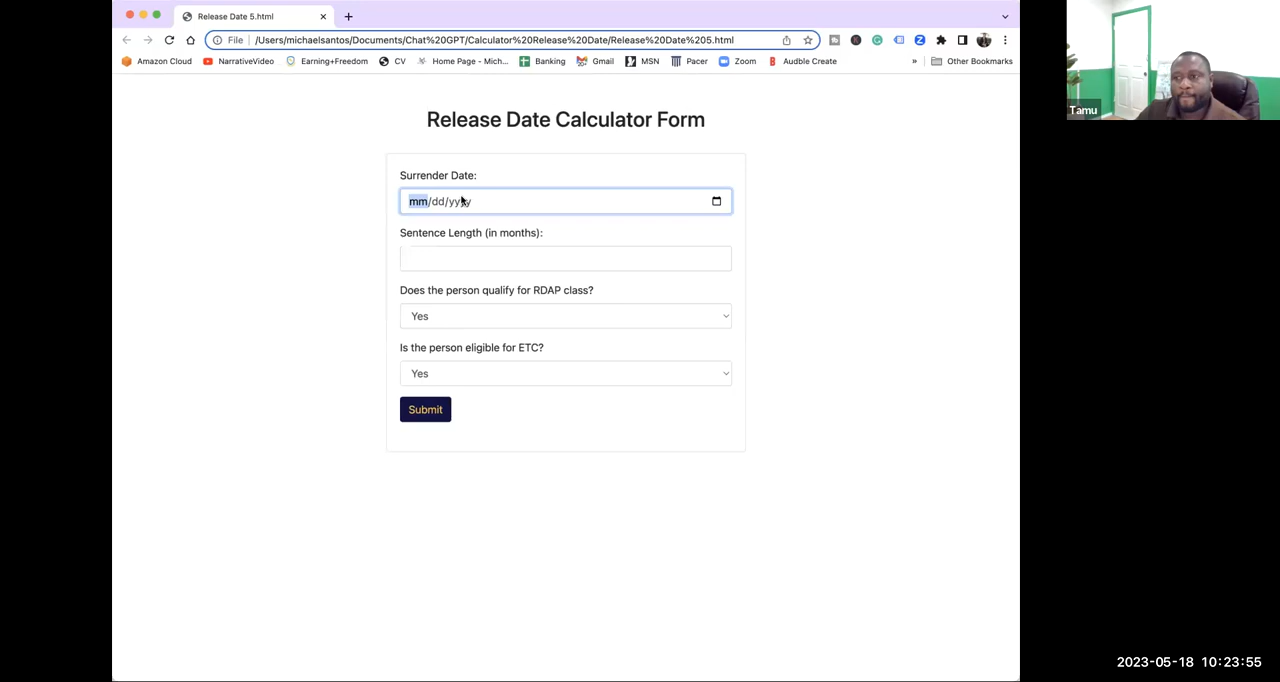 Release Date 5.html
File
/Users/michaelsantos/Documents/Chat%20GPT/Calculator%20Release%20Date/Release%20Date%205.html
Amazon Cloud NarrativeVideo Earning+Freedom CV Home Page - Mich... Banking Gmail MSN Pacer Zoom Audble Create » Other Bookmarks
Tamu
Release Date Calculator Form
Surrender Date:
mm/dd/yyyy
Sentence Length (in months):
Does the person qualify for RDAP class?
Yes
Is the person eligible for ETC?
Yes
Submit
2023-05-18 10:23:55